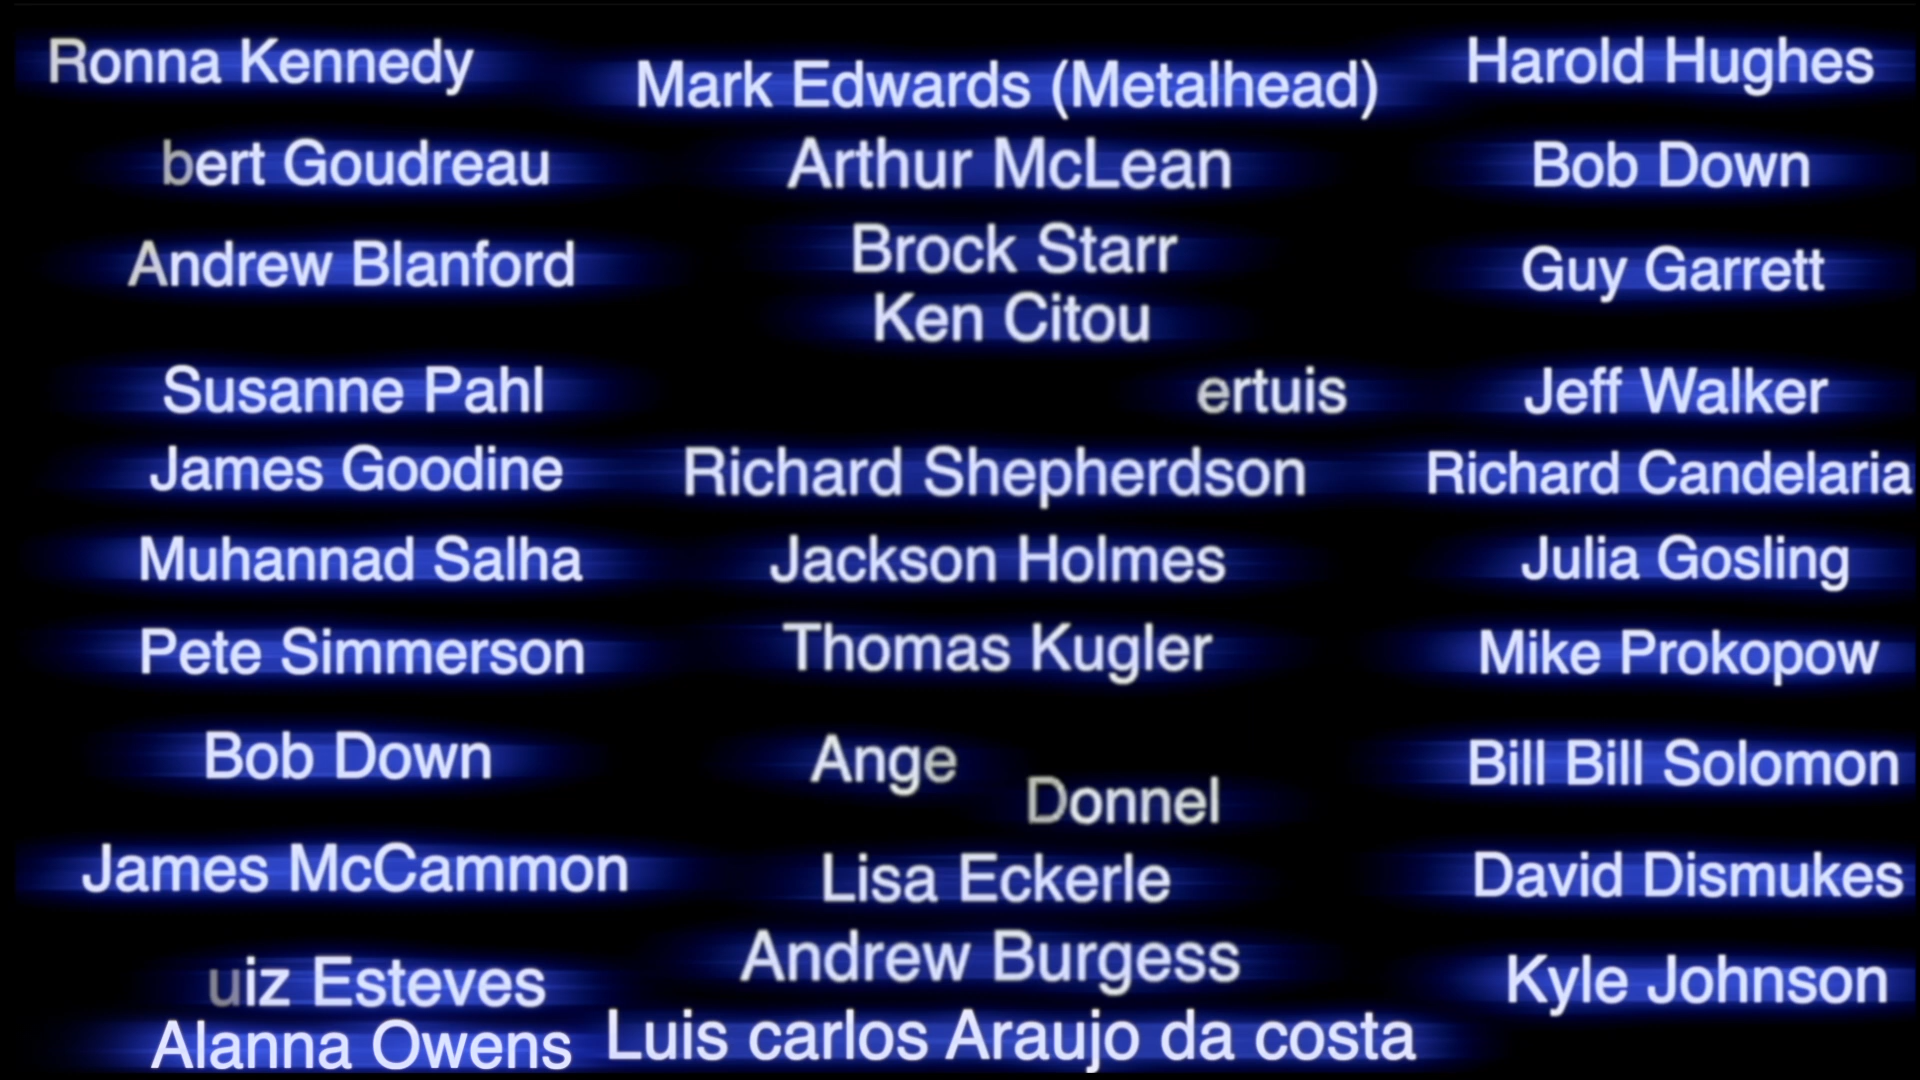 Ronna Kennedy
bert Goudreau
Andrew Blanford
Susanne Pahl
James Goodine
Muhannad Salha
Pete Simmerson
Bob Down
James McCammon
uiz Esteves
Alanna Owens
Mark Edwards (Metalhead)
Arthur McLean
Brock Starr
Ken Citou
ertuis
Richard Shepherdson
Jackson Holmes
Thomas Kugler
Ange
Donnel
Lisa Eckerle
Andrew Burgess
Luis carlos Araujo da costa
Harold Hughes
Bob Down
Guy Garrett
Jeff Walker
Richard Candelaria
Julia Gosling
Mike Prokopow
Bill Bill Solomon
David Dismukes
Kyle Johnson